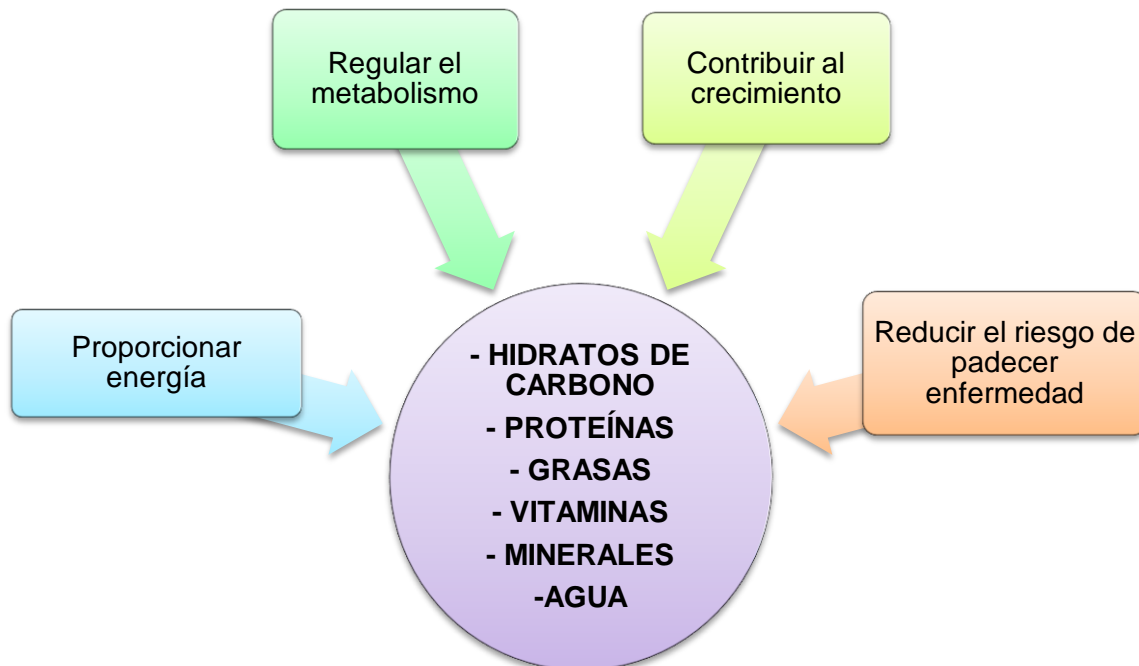 Regular el
metabolismo
Contribuir al
crecimiento
Proporcionar
energía
Reducir el riesgo de
padecer
enfermedad
- HIDRATOS DE
CARBONO
- PROTEÍNAS
- GRASAS
- VITAMINAS
- MINERALES
-AGUA